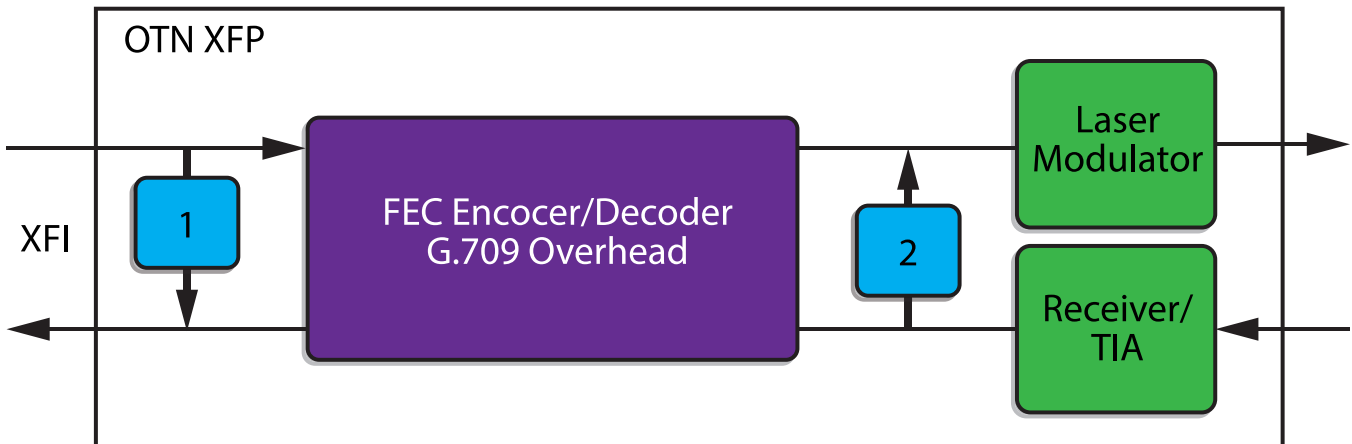 OTN XFP
Laser
Modulator
1
FEC Encocer/Decoder
G.709 Overhead
XFI
2
Receiver/
TIA